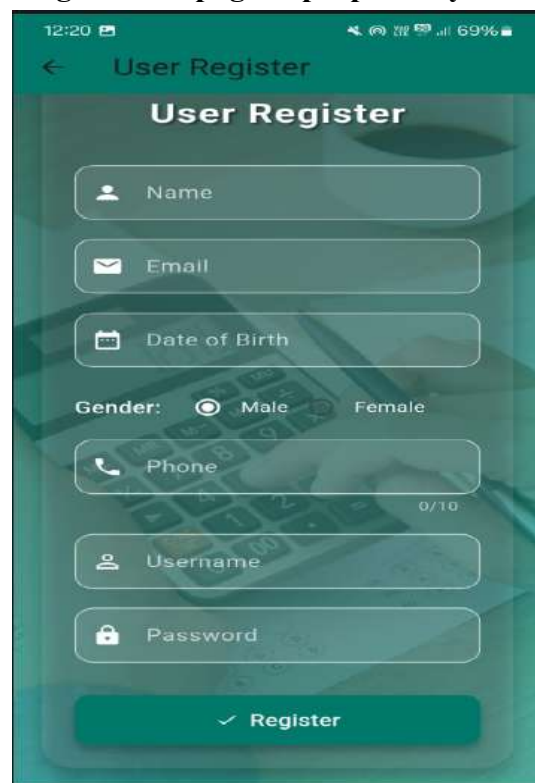 12:20 69%
← User Register
User Register
Name
Email
Date of Birth
Gender: Male Female
Phone
0/10
Username
Password
✓ Register